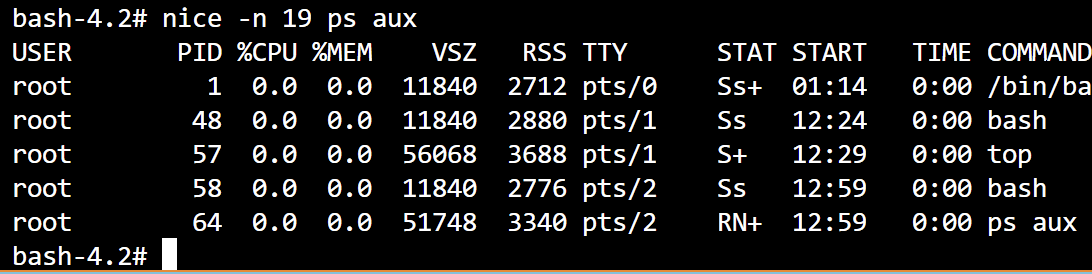 bash-4.2# nice -n 19 ps aux
USER       PID %CPU %MEM    VSZ   RSS TTY      STAT START   TIME COMMAND
root         1  0.0  0.0  11840  2712 pts/0    Ss+  01:14   0:00 /bin/ba
root        48  0.0  0.0  11840  2880 pts/1    Ss   12:24   0:00 bash
root        57  0.0  0.0  56068  3688 pts/1    S+   12:29   0:00 top
root        58  0.0  0.0  11840  2776 pts/2    Ss   12:59   0:00 bash
root        64  0.0  0.0  51748  3340 pts/2    RN+  12:59   0:00 ps aux
bash-4.2#